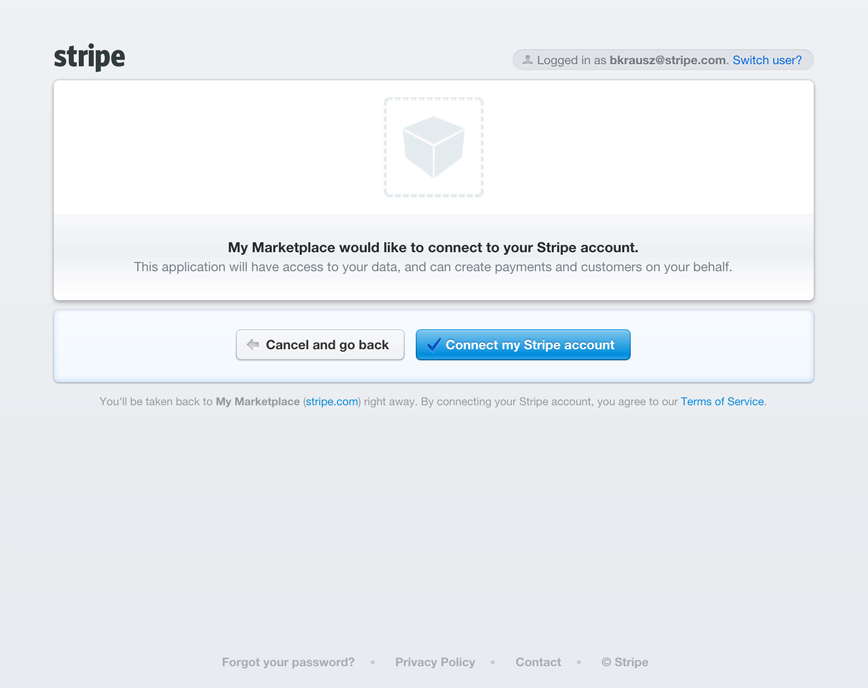 stripe
Logged in as bkrausz@stripe.com. Switch user?
My Marketplace would like to connect to your Stripe account.
This application will have access to your data, and can create payments and customers on your behalf.
Cancel and go back
Connect my Stripe account
You'll be taken back to My Marketplace (stripe.com) right away. By connecting your Stripe account, you agree to our Terms of Service.
Forgot your password? • Privacy Policy • Contact • © Stripe